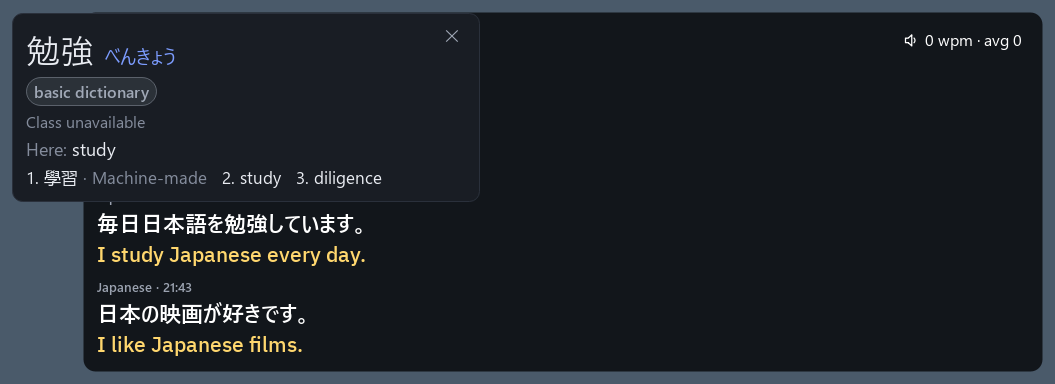 勉強 べんきょう
basic dictionary
Class unavailable
Here: study
1. 學習 · Machine-made 2. study 3. diligence
0 wpm · avg 0
毎日日本語を勉強しています。
I study Japanese every day.
Japanese · 21:43
日本の映画が好きです。
I like Japanese films.